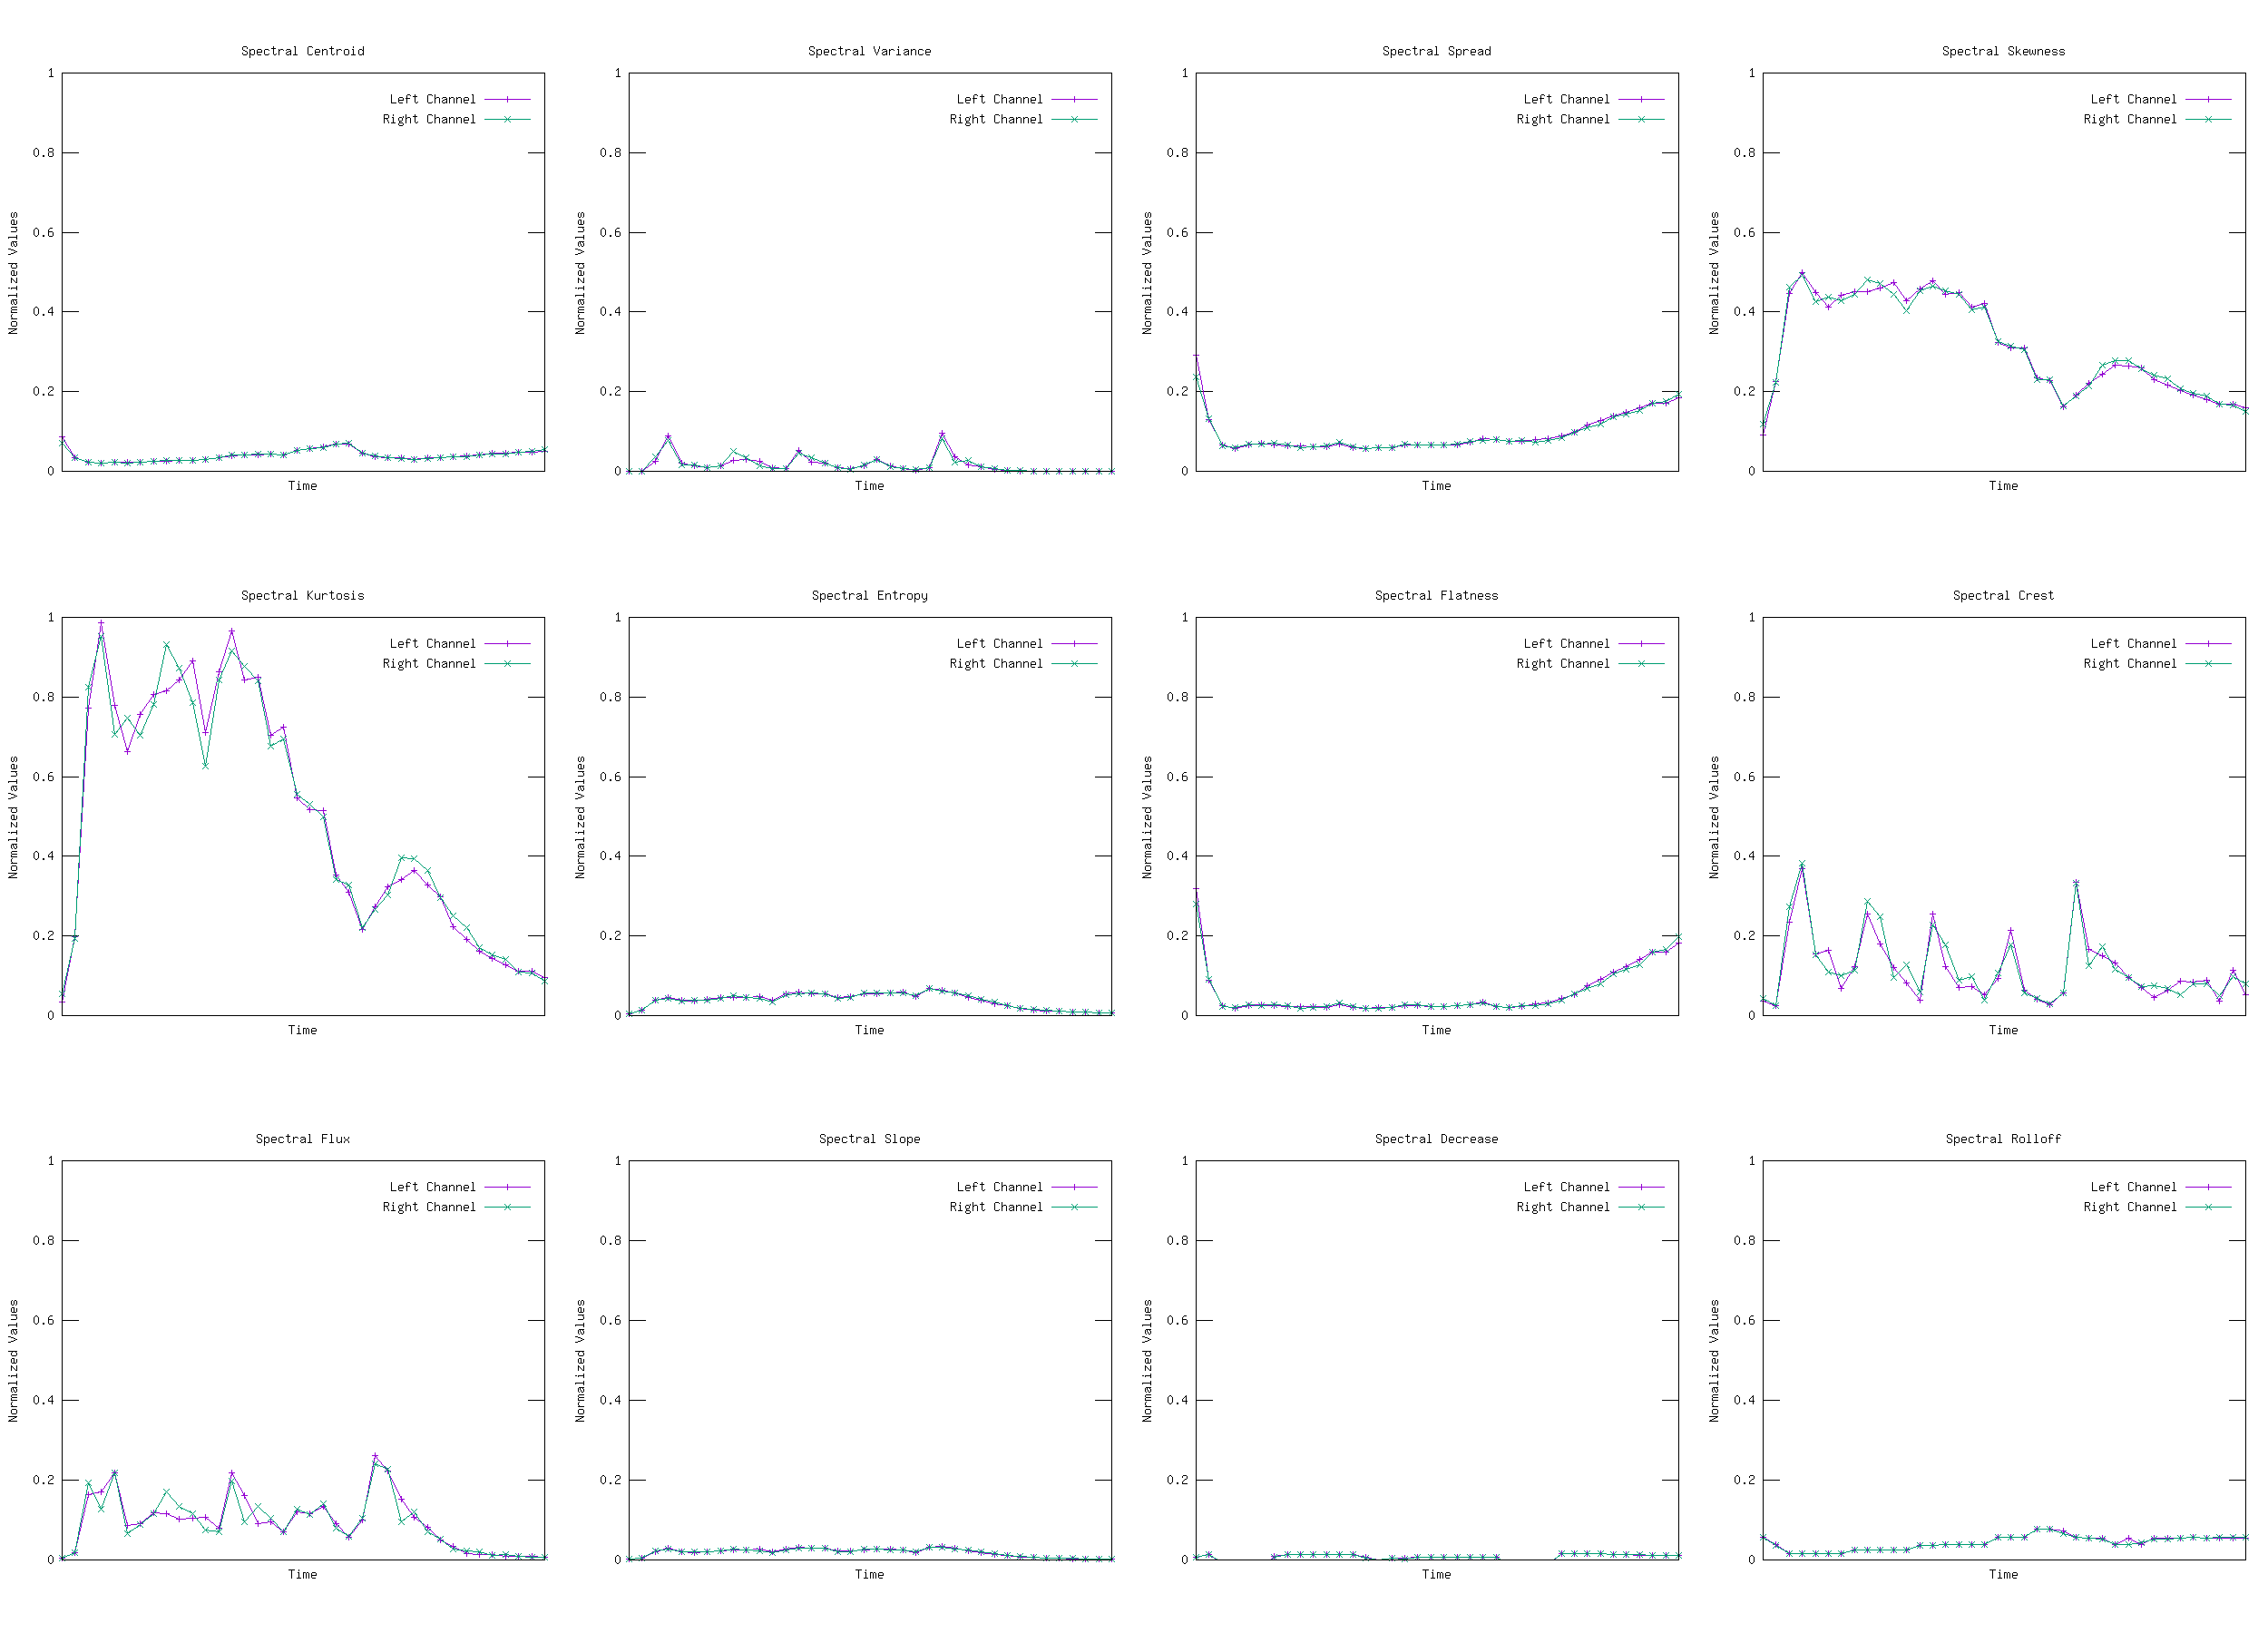 Spectral Centroid
1
0.8
0.6
0.4
0.2
0
Normalized Values
Time
Left Channel
Right Channel
Spectral Variance
1
0.8
0.6
0.4
0.2
0
Normalized Values
Time
Left Channel
Right Channel
Spectral Spread
1
0.8
0.6
0.4
0.2
0
Normalized Values
Time
Left Channel
Right Channel
Spectral Skewness
1
0.8
0.6
0.4
0.2
0
Normalized Values
Time
Left Channel
Right Channel
Spectral Kurtosis
1
0.8
0.6
0.4
0.2
0
Normalized Values
Time
Left Channel
Right Channel
Spectral Entropy
1
0.8
0.6
0.4
0.2
0
Normalized Values
Time
Left Channel
Right Channel
Spectral Flatness
1
0.8
0.6
0.4
0.2
0
Normalized Values
Time
Left Channel
Right Channel
Spectral Crest
1
0.8
0.6
0.4
0.2
0
Normalized Values
Time
Left Channel
Right Channel
Spectral Flux
1
0.8
0.6
0.4
0.2
0
Normalized Values
Time
Left Channel
Right Channel
Spectral Slope
1
0.8
0.6
0.4
0.2
0
Normalized Values
Time
Left Channel
Right Channel
Spectral Decrease
1
0.8
0.6
0.4
0.2
0
Normalized Values
Time
Left Channel
Right Channel
Spectral Rolloff
1
0.8
0.6
0.4
0.2
0
Normalized Values
Time
Left Channel
Right Channel